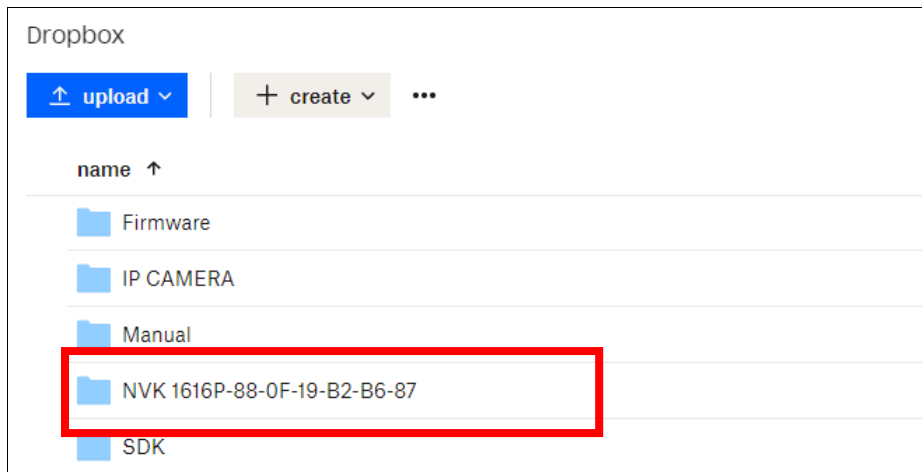 Dropbox
upload
+ create •••
name ↑
Firmware
IP CAMERA
Manual
NVK 1616P-88-0F-19-B2-B6-87
SDK